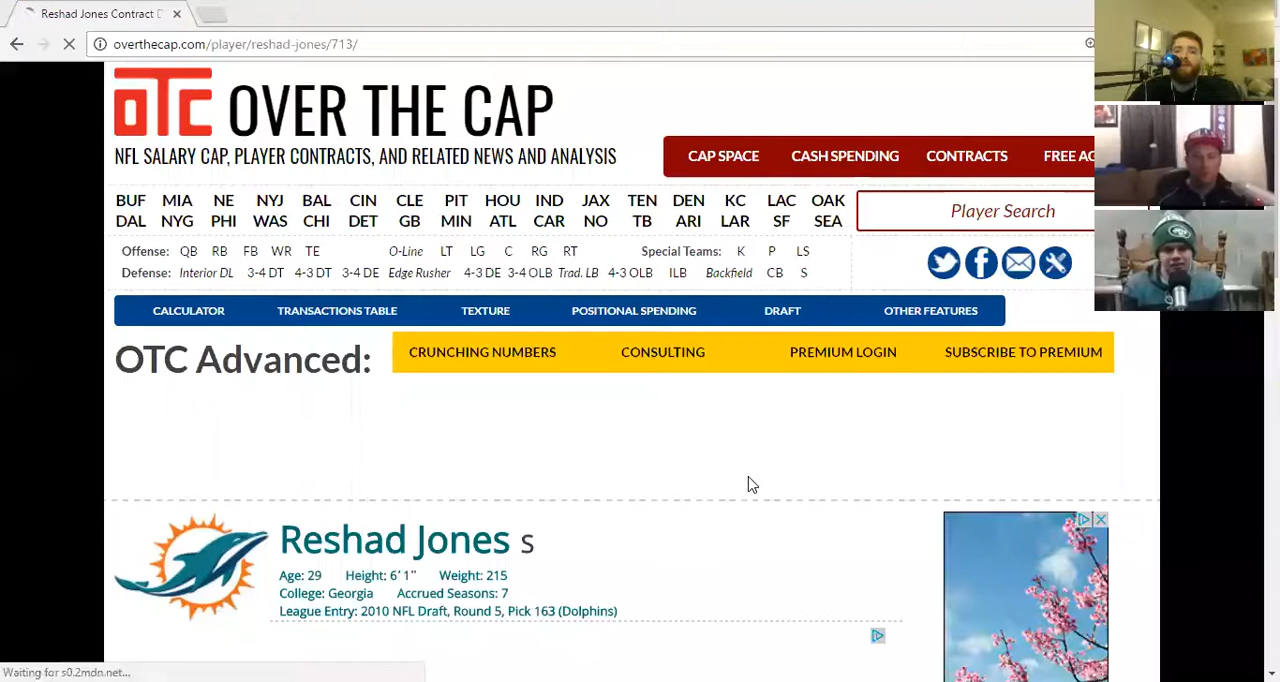 Reshad Jones Contract D
overthecap.com/player/reshad-jones/713/
OTC OVER THE CAP
NFL SALARY CAP, PLAYER CONTRACTS, AND RELATED NEWS AND ANALYSIS
CAP SPACE CASH SPENDING CONTRACTS FREE AG
BUF MIA NE NYJ BAL CIN CLE PIT HOU IND JAX TEN DEN KC LAC OAK
DAL NYG PHI WAS CHI DET GB MIN ATL CAR NO TB ARI LAR SF SEA
Player Search
Offense: QB RB FB WR TE O-Line LT LG C RG RT Special Teams: K P LS
Defense: Interior DL 3-4 DT 4-3 DT 3-4 DE Edge Rusher 4-3 DE 3-4 OLB Trad. LB 4-3 OLB ILB Backfield CB S
CALCULATOR TRANSACTIONS TABLE TEXTURE POSITIONAL SPENDING DRAFT OTHER FEATURES
OTC Advanced: CRUNCHING NUMBERS CONSULTING PREMIUM LOGIN SUBSCRIBE TO PREMIUM
Reshad Jones S
Age: 29 Height: 6'1" Weight: 215
College: Georgia Accrued Seasons: 7
League Entry: 2010 NFL Draft, Round 5, Pick 163 (Dolphins)
Waiting for s0.2mdn.net...